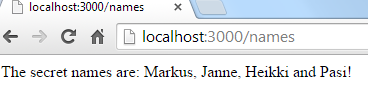 localhost:3000/names
localhost:3000/names
The secret names are: Markus, Janne, Heikki and Pasi!